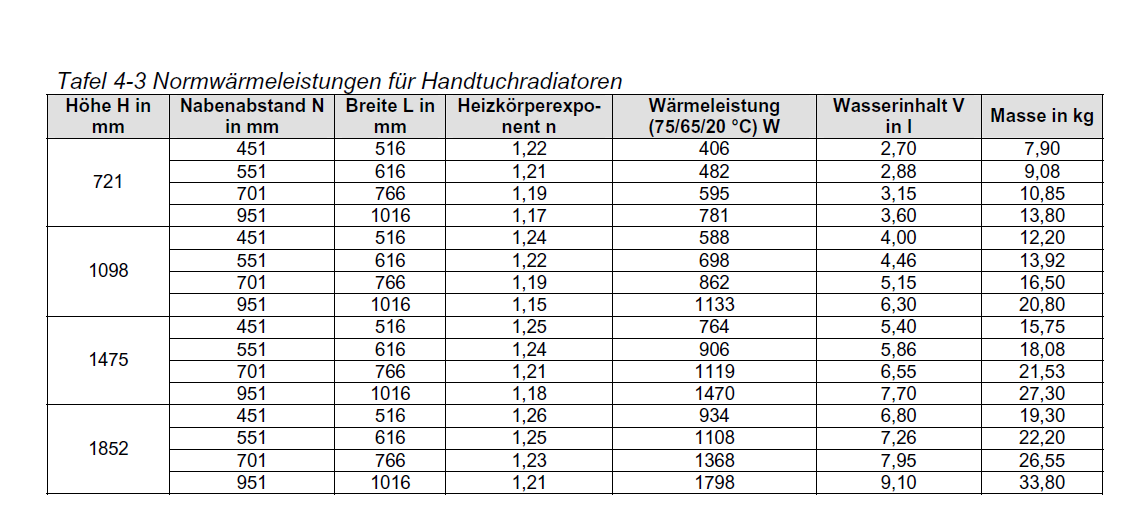 Tafel 4-3 Normwärmeleistungen für Handtuchradiatoren
Höhe H in mm Nabenabstand N in mm Breite L in mm Heizkörperexpo-nent n Wärmeleistung (75/65/20 °C) W Wasserinhalt V in l Masse in kg
721 451 516 1,22 406 2,70 7,90
551 616 1,21 482 2,88 9,08
701 766 1,19 595 3,15 10,85
951 1016 1,17 781 3,60 13,80
1098 451 516 1,24 588 4,00 12,20
551 616 1,22 698 4,46 13,92
701 766 1,19 862 5,15 16,50
951 1016 1,15 1133 6,30 20,80
1475 451 516 1,25 764 5,40 15,75
551 616 1,24 906 5,86 18,08
701 766 1,21 1119 6,55 21,53
951 1016 1,18 1470 7,70 27,30
1852 451 516 1,26 934 6,80 19,30
551 616 1,25 1108 7,26 22,20
701 766 1,23 1368 7,95 26,55
951 1016 1,21 1798 9,10 33,80